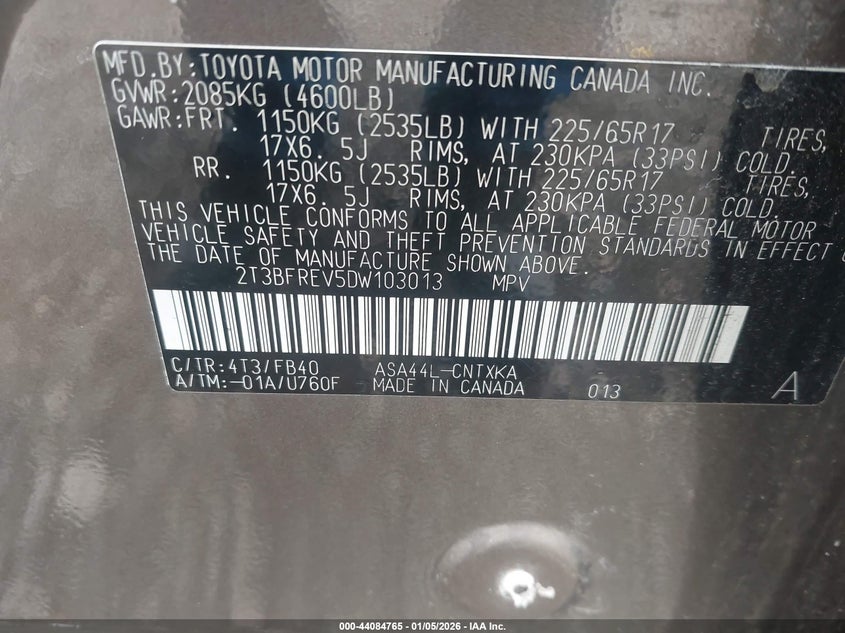 MFD.BY:TOYOTA MOTOR MANUFACTURING CANADA INC.
GVWR:2085KG (4600LB)
GAWR:FRT. 1150KG (2535LB) WITH 225/65R17 TIRES,
17X6. 5J RIMS, AT 230KPA (33PSI) COLD.
RR. 1150KG (2535LB) WITH 225/65R17 TIRES,
17X6. 5J RIMS, AT 230KPA (33PSI) COLD.
THIS VEHICLE CONFORMS TO ALL APPLICABLE FEDERAL MOTOR
VEHICLE SAFETY AND THEFT PREVENTION STANDARDS IN EFFECT
THE DATE OF MANUFACTURE SHOWN ABOVE.
2T3BFREV5DW103013 MPV
C/TR:4T3/FB40 ASA44L-CNTXKA
A/TM:-01A/U760F MADE IN CANADA 013 A
000-44084765 - 01/05/2026 - IAA Inc.